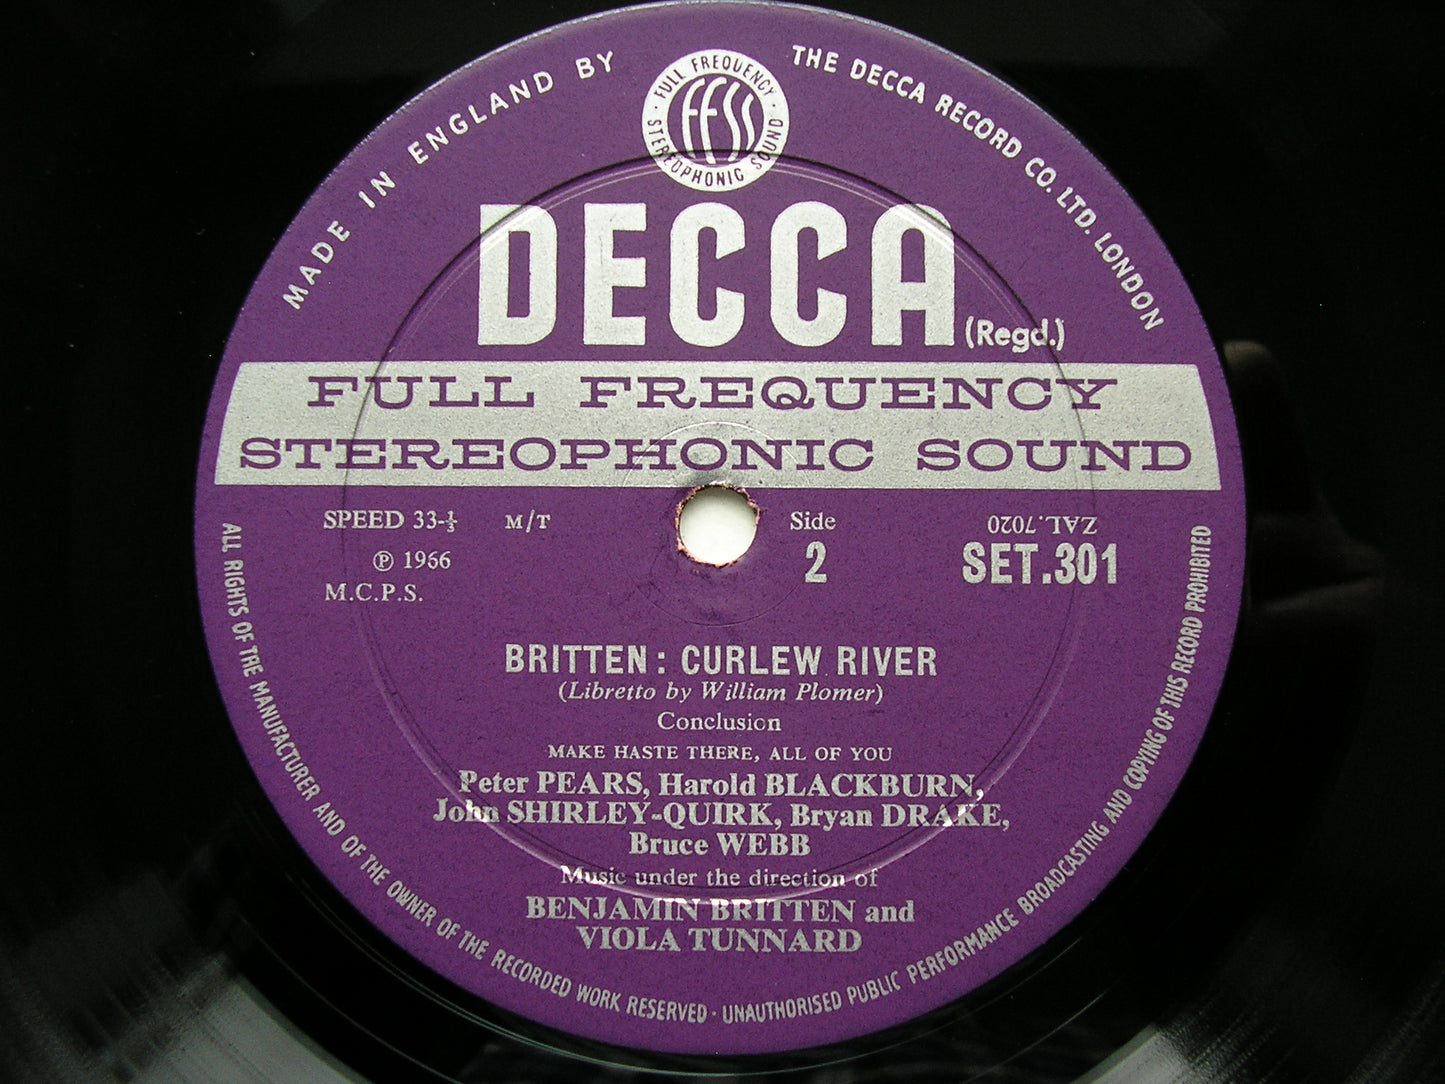 MADE IN ENGLAND BY
THE DECCA RECORD CO. LTD. LONDON
FULL FREQUENCY
FFSS
STEREOPHONIC SOUND
DECCA (Regd.)
FULL FREQUENCY
STEREOPHONIC SOUND
SPEED 33-⅓ M/T
Ⓟ 1966
M.C.P.S.
Side
2
ZAL.7020
SET.301
BRITTEN : CURLEW RIVER
(Libretto by William Plomer)
Conclusion
MAKE HASTE THERE, ALL OF YOU
Peter PEARS, Harold BLACKBURN,
John SHIRLEY-QUIRK, Bryan DRAKE,
Bruce WEBB
Music under the direction of
BENJAMIN BRITTEN and
VIOLA TUNNARD
ALL RIGHTS OF THE MANUFACTURER AND OF THE OWNER OF THE RECORDED WORK RESERVED · UNAUTHORISED PUBLIC PERFORMANCE BROADCASTING AND COPYING OF THIS RECORD PROHIBITED